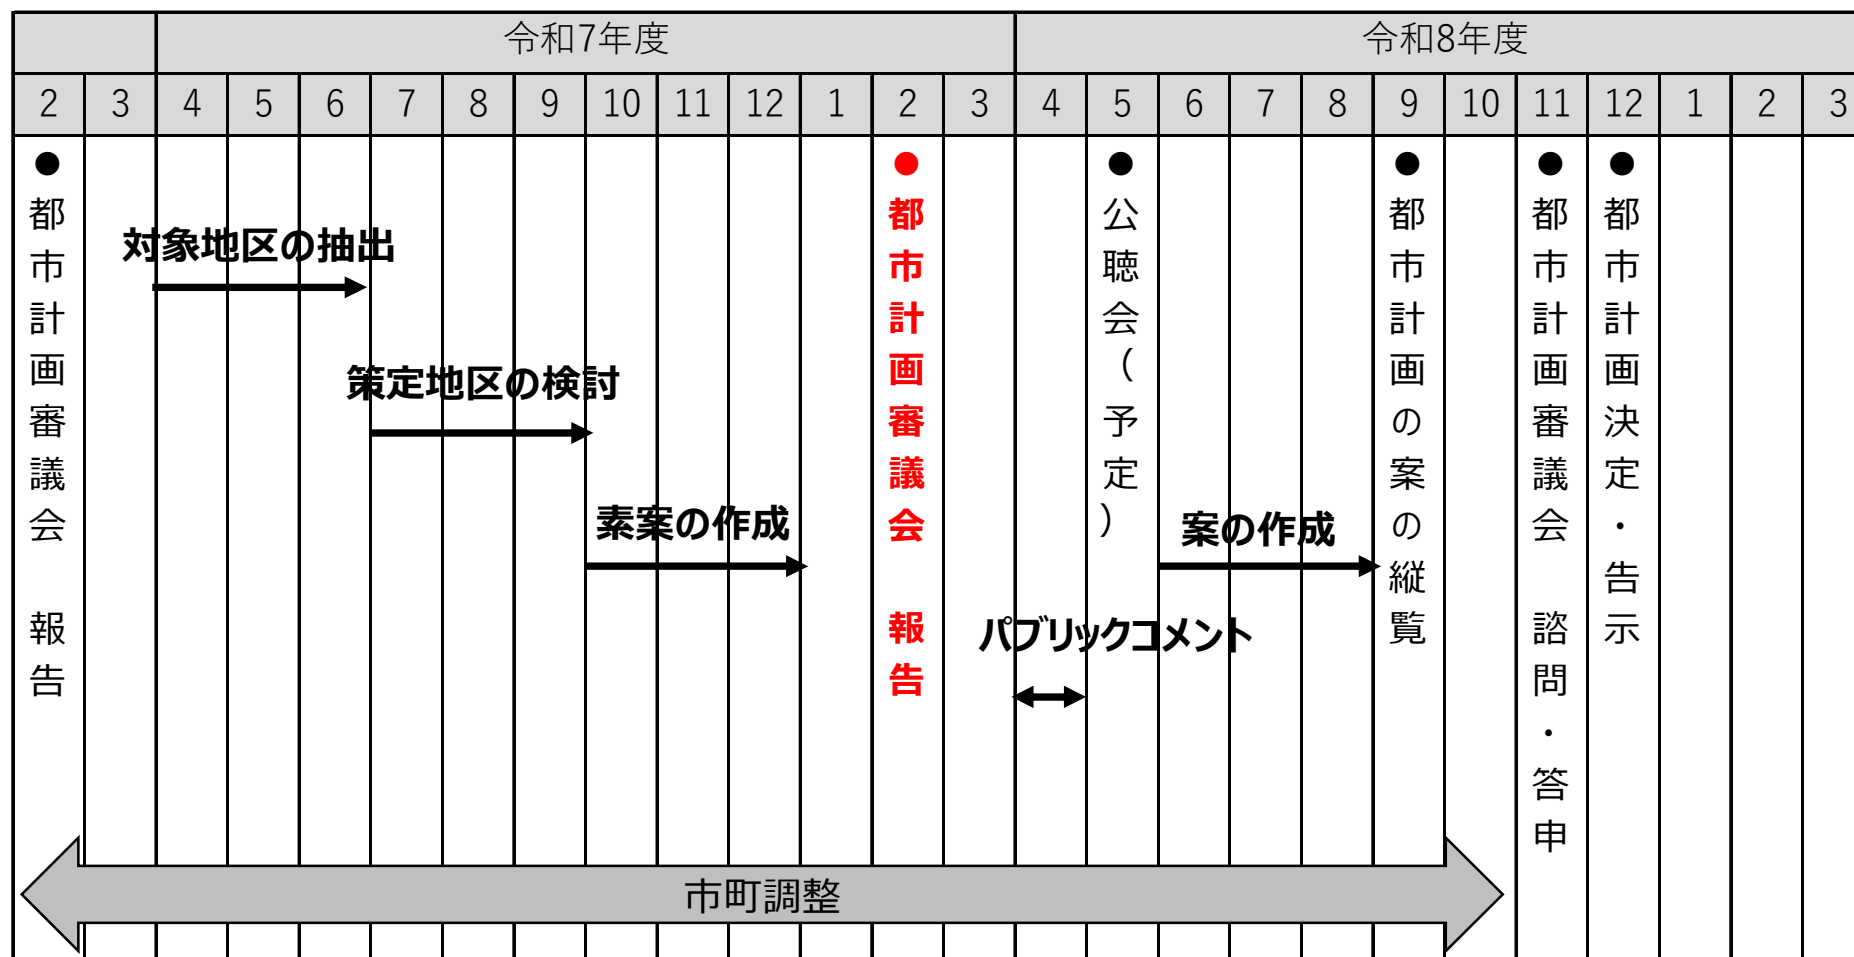 令和7年度 令和8年度
2 3 4 5 6 7 8 9 10 11 12 1 2 3 4 5 6 7 8 9 10 11 12 1 2 3
●都市計画審議会 報告
対象地区の抽出
策定地区の検討
素案の作成
●都市計画審議会 報告
パブリックコメント
●公聴会(予定)
案の作成
●都市計画の案の縦覧
●都市計画審議会 諮問・答申
●都市計画決定・告示
市町調整